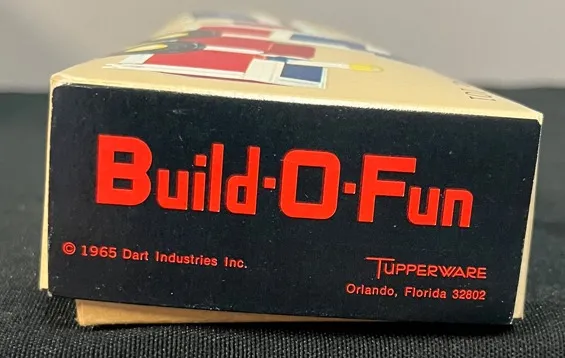 Build-O-Fun
© 1965 Dart Industries Inc.
TUPPERWARE
Orlando, Florida 32802